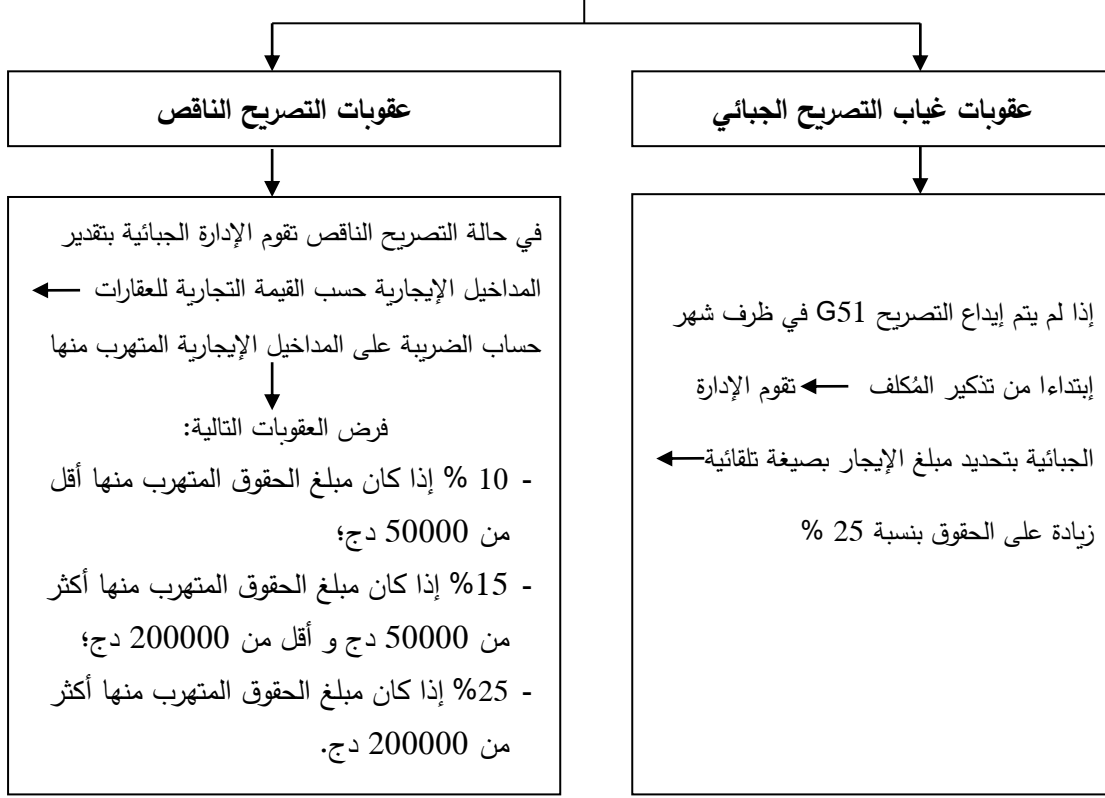 عقوبات غياب التصريح الجبائي
إذا لم يتم إيداع التصريح G51 في ظرف شهر
إبتداءا من تذكير المُكلف ← تقوم الإدارة
الجبائية بتحديد مبلغ الإيجار بصيغة تلقائية ←
زيادة على الحقوق بنسبة 25 %
عقوبات التصريح الناقص
في حالة التصريح الناقص تقوم الإدارة الجبائية بتقدير
المداخيل الإيجارية حسب القيمة التجارية للعقارات ←
حساب الضريبة على المداخيل الإيجارية المتهرب منها
فرض العقوبات التالية:
- 10 % إذا كان مبلغ الحقوق المتهرب منها أقل
من 50000 دج؛
- 15% إذا كان مبلغ الحقوق المتهرب منها أكثر
من 50000 دج و أقل من 200000 دج؛
- 25% إذا كان مبلغ الحقوق المتهرب منها أكثر
من 200000 دج.